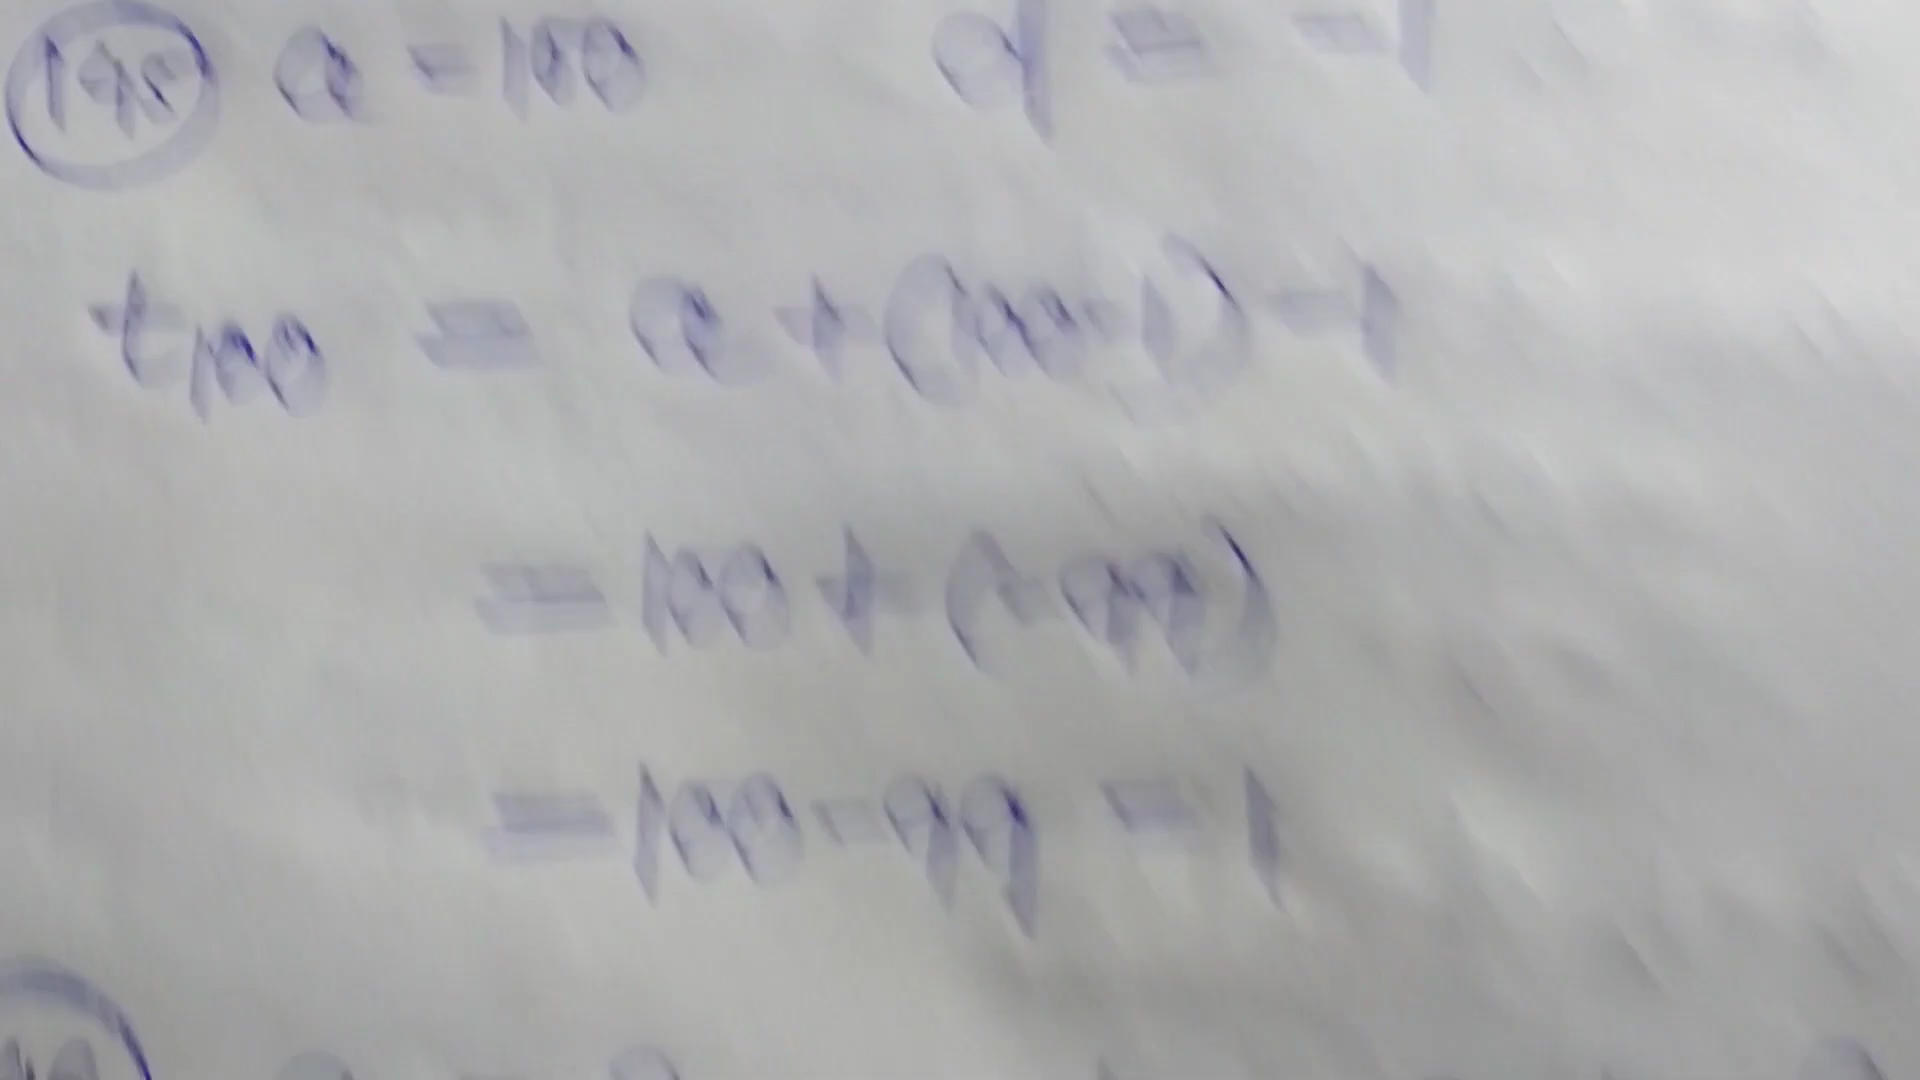 a = 100 d = -1
t100 = a + (100-1) -1
= 100 + (-99)
= 100 - 99 = 1